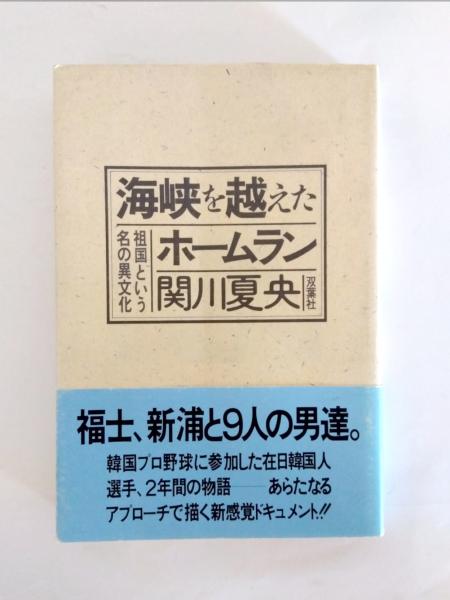 海峡を越えた
ホームラン
「祖国」という
名の異文化
関川夏央
双葉社
福士、新浦と9人の男達。
韓国プロ野球に参加した在日韓国人
選手、2年間の物語──あらたなる
アプローチで描く新感覚ドキュメント!!